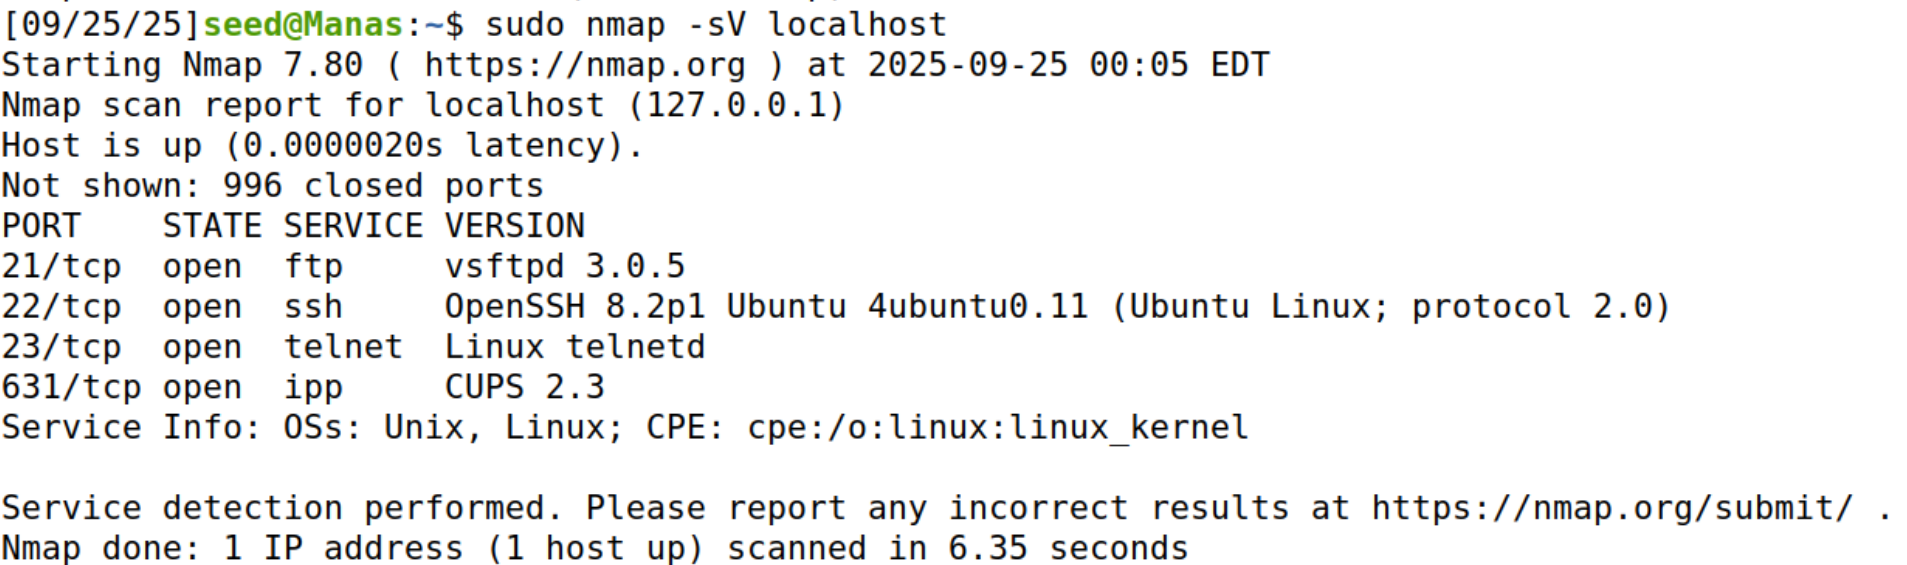 [09/25/25]seed@Manas:~$ sudo nmap -sV localhost
Starting Nmap 7.80 ( https://nmap.org ) at 2025-09-25 00:05 EDT
Nmap scan report for localhost (127.0.0.1)
Host is up (0.0000020s latency).
Not shown: 996 closed ports
PORT    STATE SERVICE VERSION
21/tcp  open  ftp     vsftpd 3.0.5
22/tcp  open  ssh     OpenSSH 8.2p1 Ubuntu 4ubuntu0.11 (Ubuntu Linux; protocol 2.0)
23/tcp  open  telnet  Linux telnetd
631/tcp open  ipp     CUPS 2.3
Service Info: OSs: Unix, Linux; CPE: cpe:/o:linux:linux_kernel

Service detection performed. Please report any incorrect results at https://nmap.org/submit/ .
Nmap done: 1 IP address (1 host up) scanned in 6.35 seconds